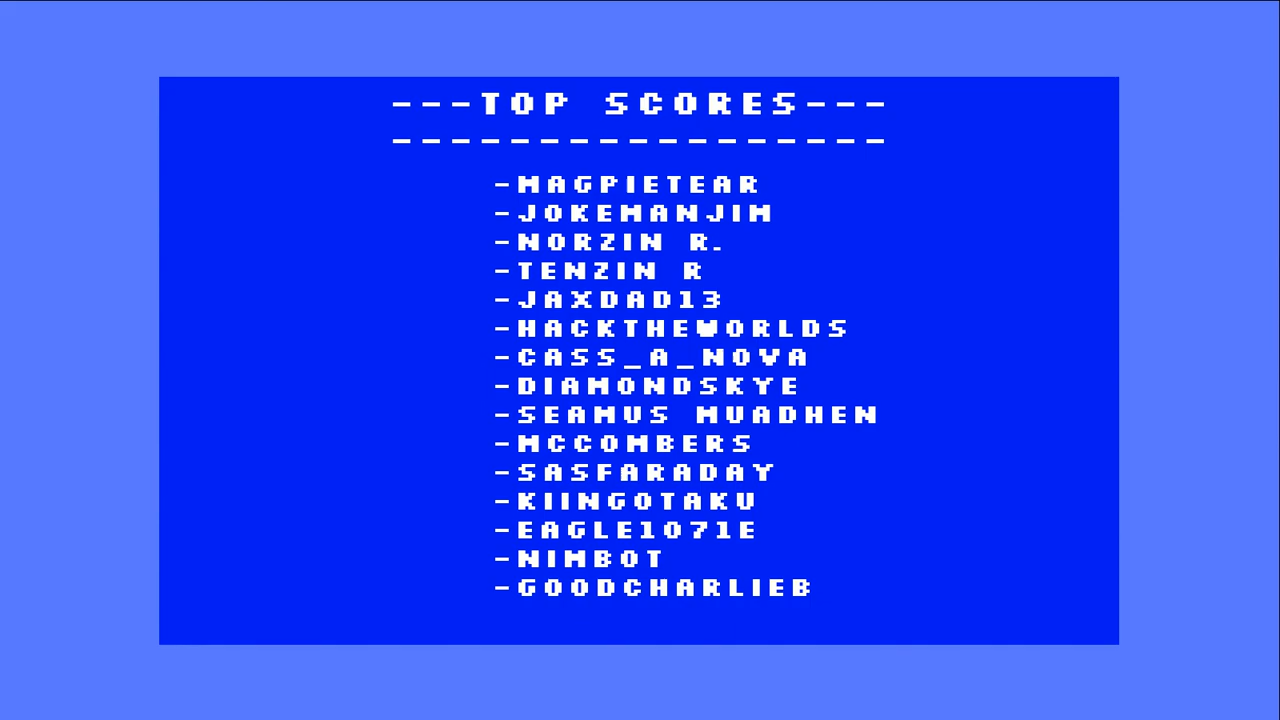 ---TOP SCORES---
-----------------
-MAGPIETEAR
-JOKEMANJIM
-NORZIN R.
-TENZIN R
-JAXDAD13
-HACKTHEWORLDS
-CASS_A_NOVA
-DIAMONDSKYE
-SEAMUS MUADHEN
-MCCOMBERS
-SASFARADAY
-KIINGOTAKU
-EAGLE1071E
-NIMBOT
-GOODCHARLIEB